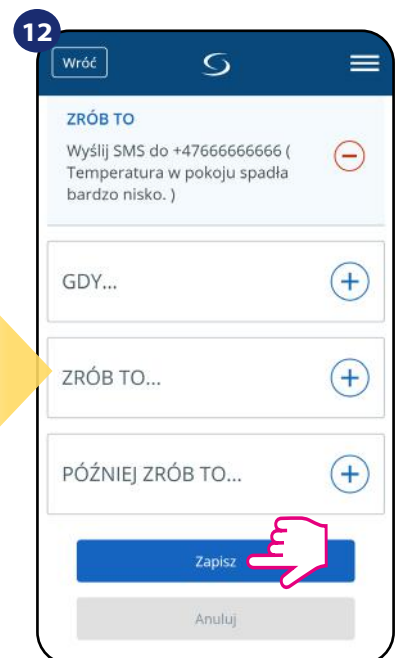 12
Wróć
ZRÓB TO
Wyślij SMS do +47666666666 (
Temperatura w pokoju spadła
bardzo nisko. )
GDY...
ZRÓB TO...
PÓŹNIEJ ZRÓB TO...
Zapisz
Anuluj